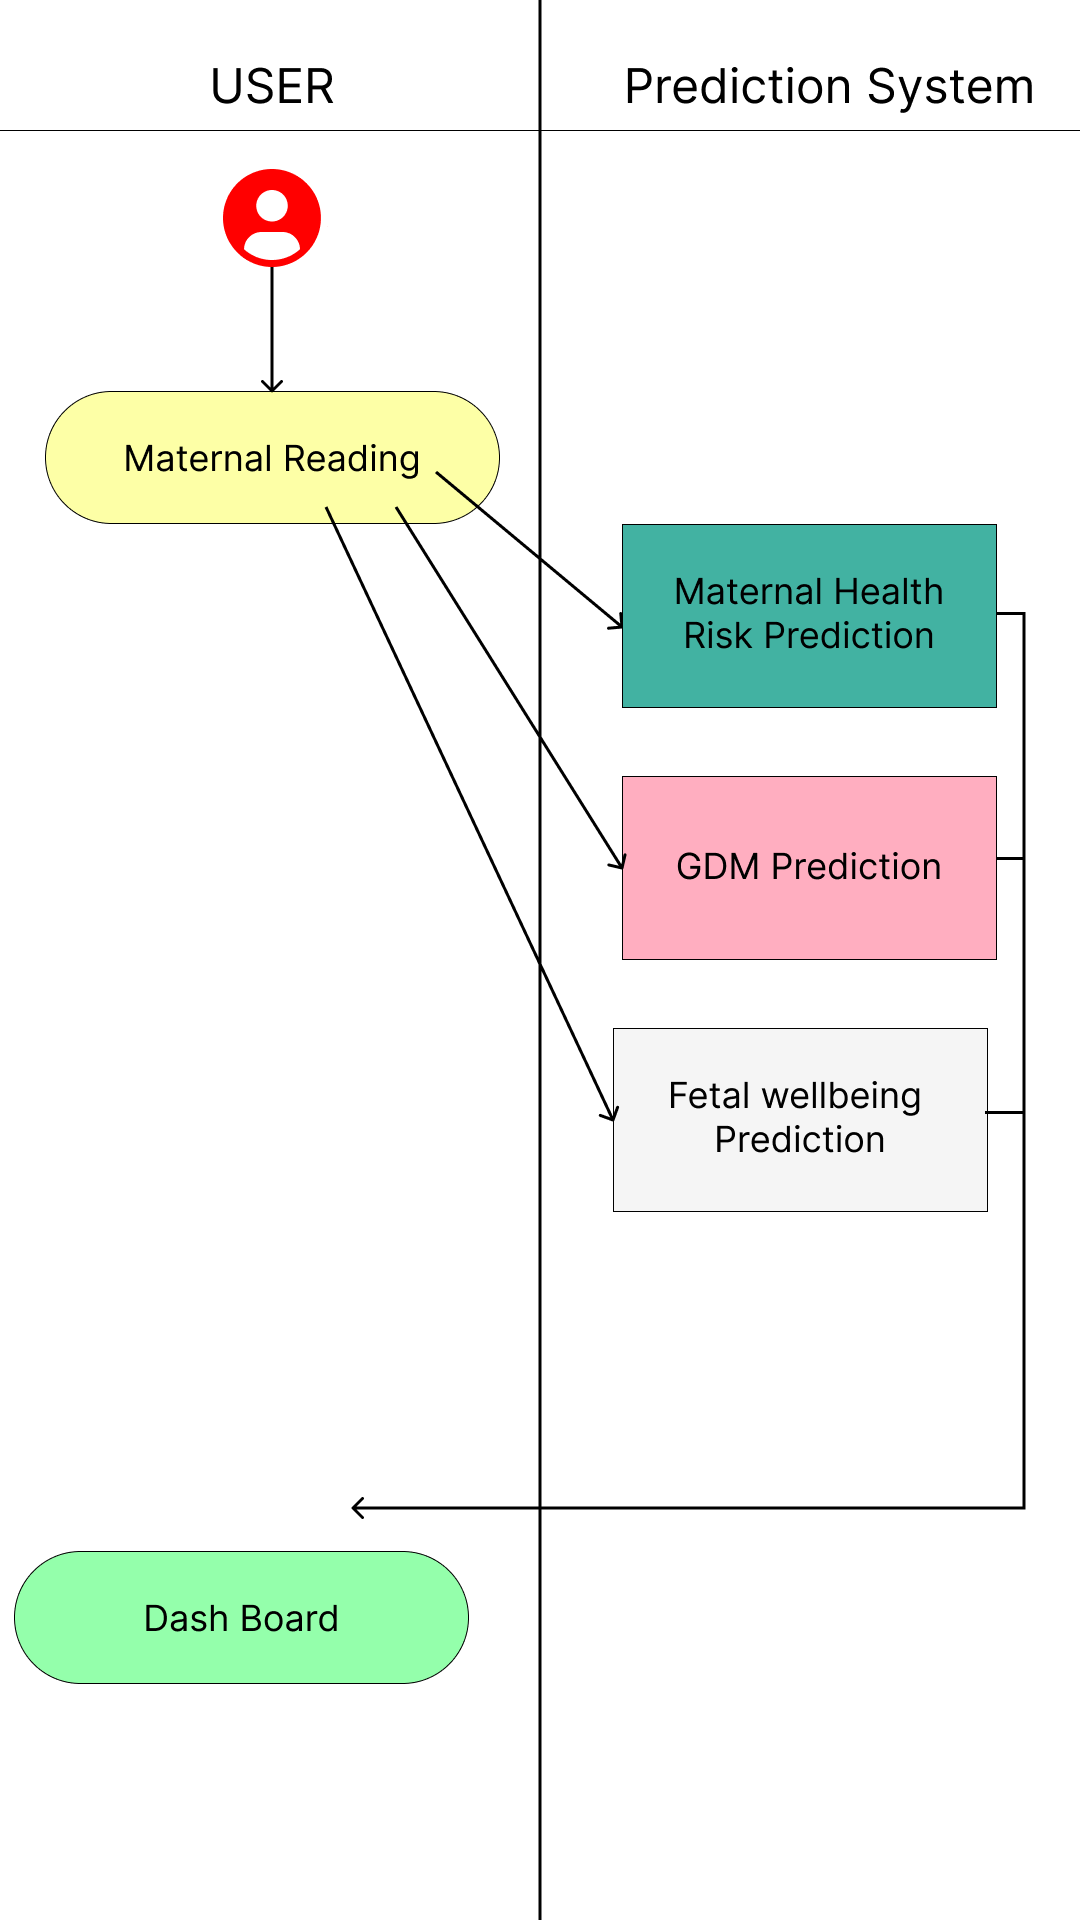 USER
Prediction System
Maternal Reading
Maternal Health
Risk Prediction
GDM Prediction
Fetal wellbeing
Prediction
Dash Board